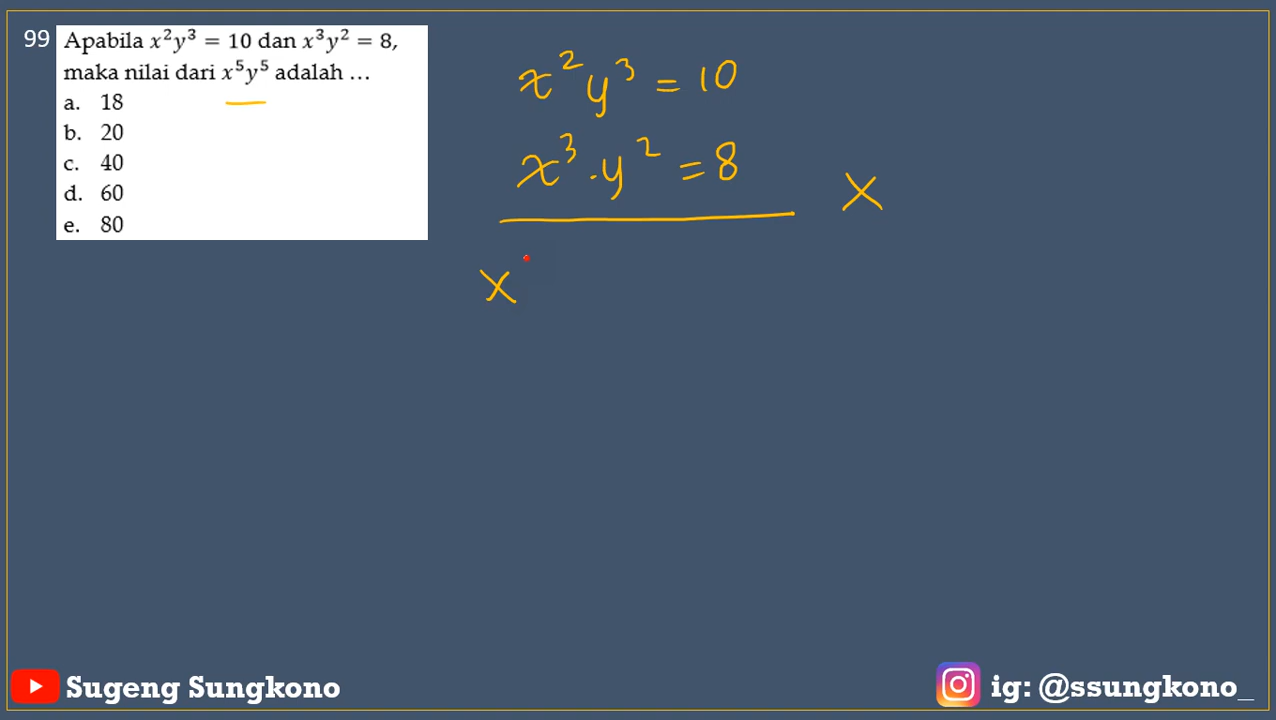 99 Apabila x²y³ = 10 dan x³y² = 8,
maka nilai dari x⁵y⁵ adalah …
a. 18
b. 20
c. 40
d. 60
e. 80
x²y³ = 10
x³.y² = 8
x
x
Sugeng Sungkono
ig: @ssungkono_